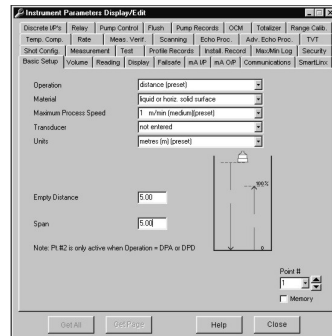 Instrument Parameters Display/Edit
Discrete I/P's Relay Pump Control Flush Pump Records OCM Totalizer Range Calib.
Temp. Comp. Rate Meas. Verif. Scanning Echo Proc. Adv. Echo Proc. TVT
Shot Config. Measurement Test Profile Records Install. Record Max/Min Log Security
Basic Setup Volume Reading Display Failsafe mA I/P mA O/P Communications SmartLinx
Operation distance (preset)
Material liquid or horiz. solid surface
Maximum Process Speed 1 m/min (medium)(preset)
Transducer not entered
Units metres (m) (preset)
100%
Empty Distance 5.00
Span 5.00
0
Note: Pt #2 is only active when Operation = DPA or DPD
Point #
1
Memory
Get All Get Page Help Close